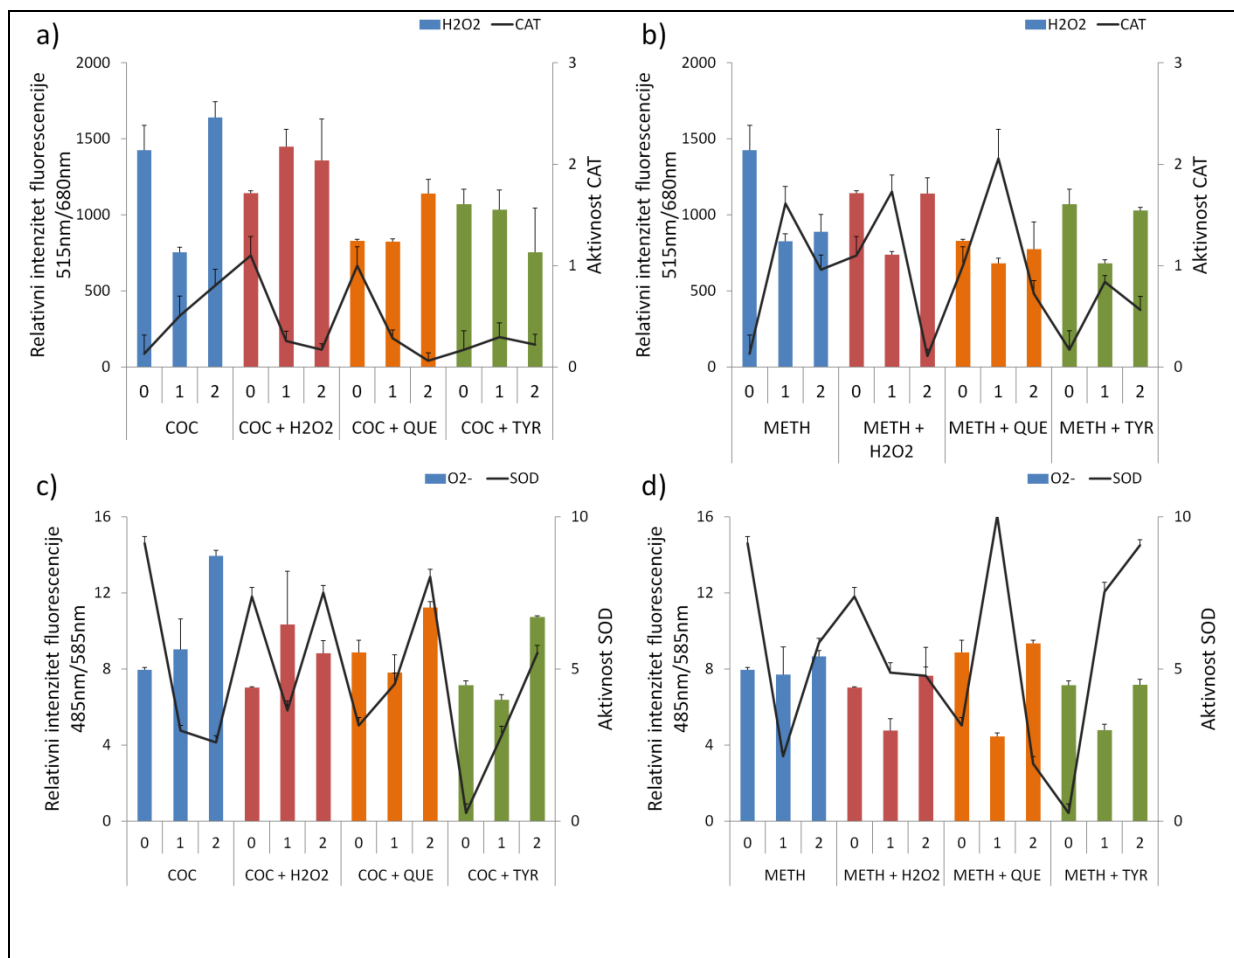 a)
H2O2 CAT
Relativni intenzitet fluorescencije
515nm/680nm
2000
1500
1000
500
0
3
2
1
0
Aktivnost CAT
0 1 2 0 1 2 0 1 2 0 1 2
COC COC + H2O2 COC + QUE COC + TYR
b)
H2O2 CAT
Relativni intenzitet fluorescencije
515nm/680nm
2000
1500
1000
500
0
3
2
1
0
Aktivnost CAT
0 1 2 0 1 2 0 1 2 0 1 2
METH METH + METH + QUE METH + TYR
H2O2
c)
O2- SOD
Relativni intenzitet fluorescencije
485nm/585nm
16
12
8
4
0
10
5
0
Aktivnost SOD
0 1 2 0 1 2 0 1 2 0 1 2
COC COC + H2O2 COC + QUE COC + TYR
d)
O2- SOD
Relativni intenzitet fluorescencije
485nm/585nm
16
12
8
4
0
10
5
0
Aktivnost SOD
0 1 2 0 1 2 0 1 2 0 1 2
METH METH + H2O2 METH + QUE METH + TYR